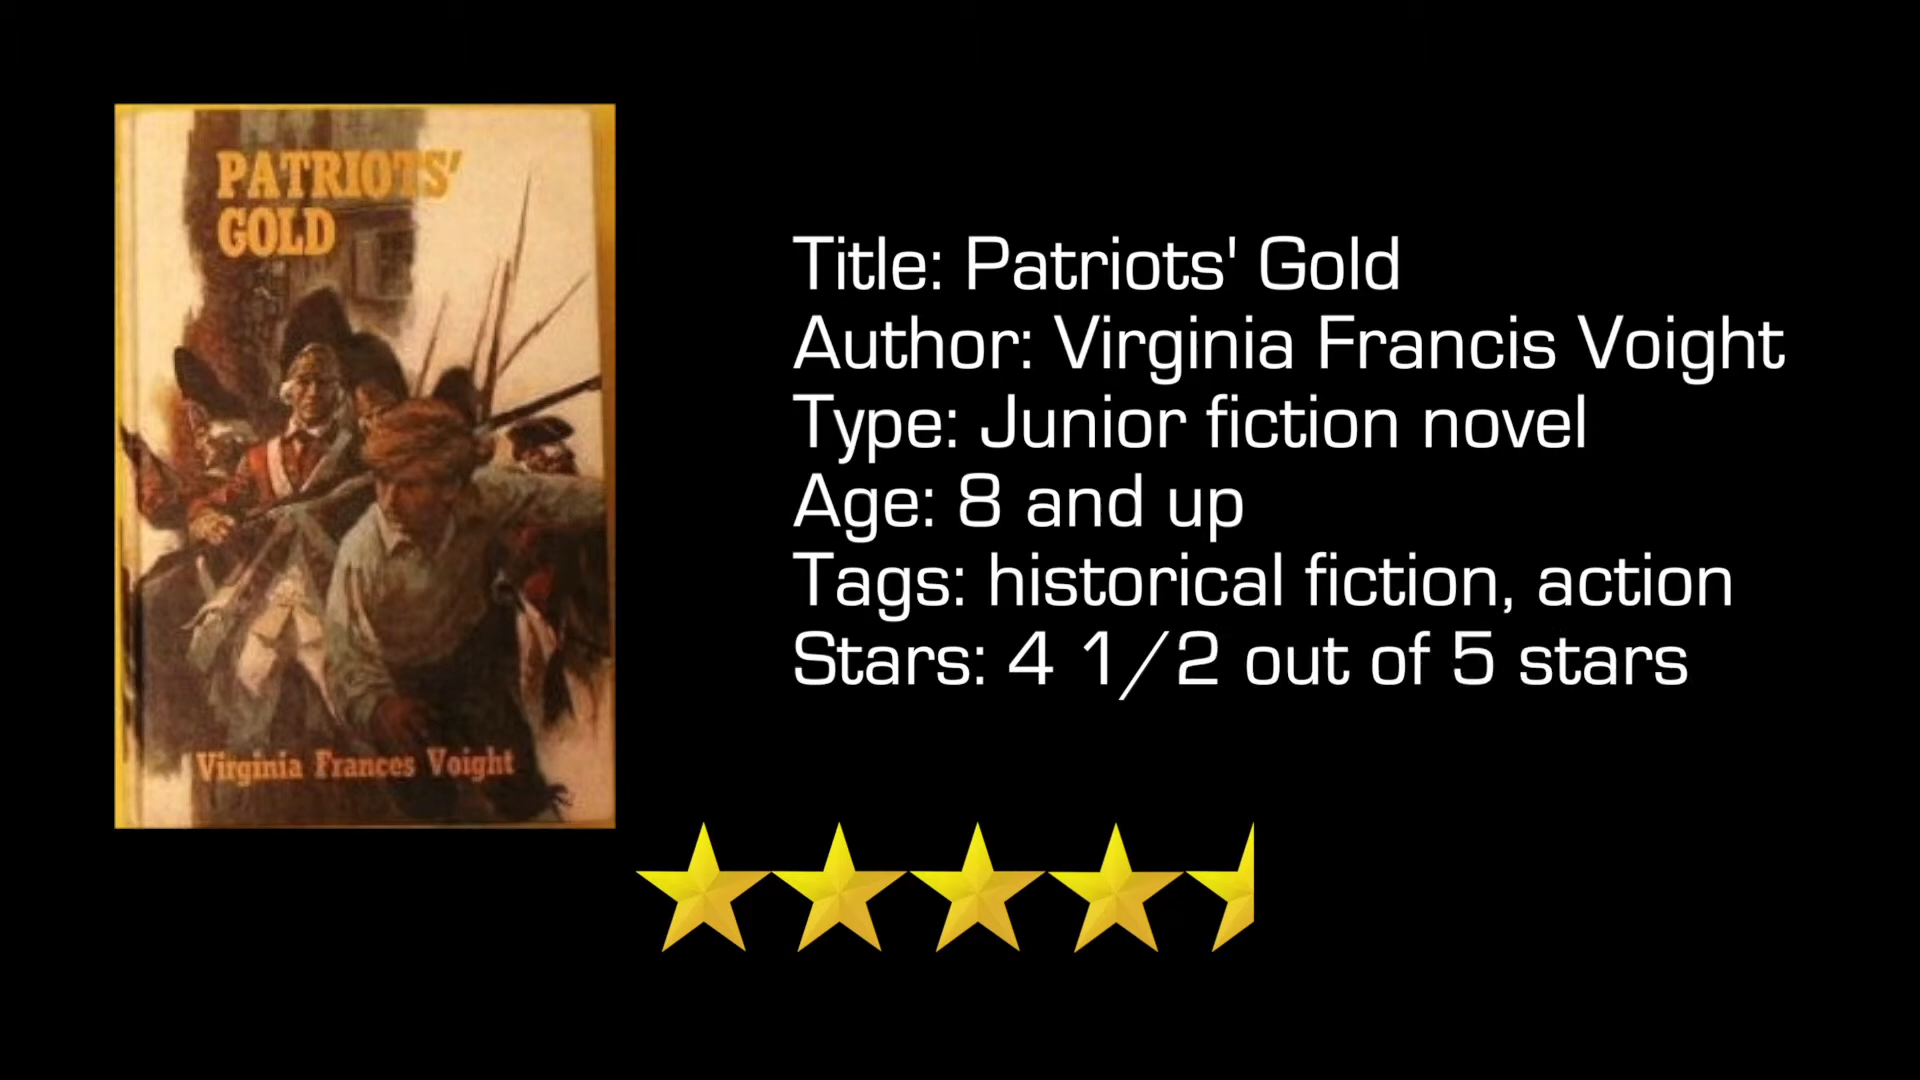 PATRIOTS'
GOLD
Virginia Frances Voight
Title: Patriots' Gold
Author: Virginia Francis Voight
Type: Junior fiction novel
Age: 8 and up
Tags: historical fiction, action
Stars: 4 1/2 out of 5 stars